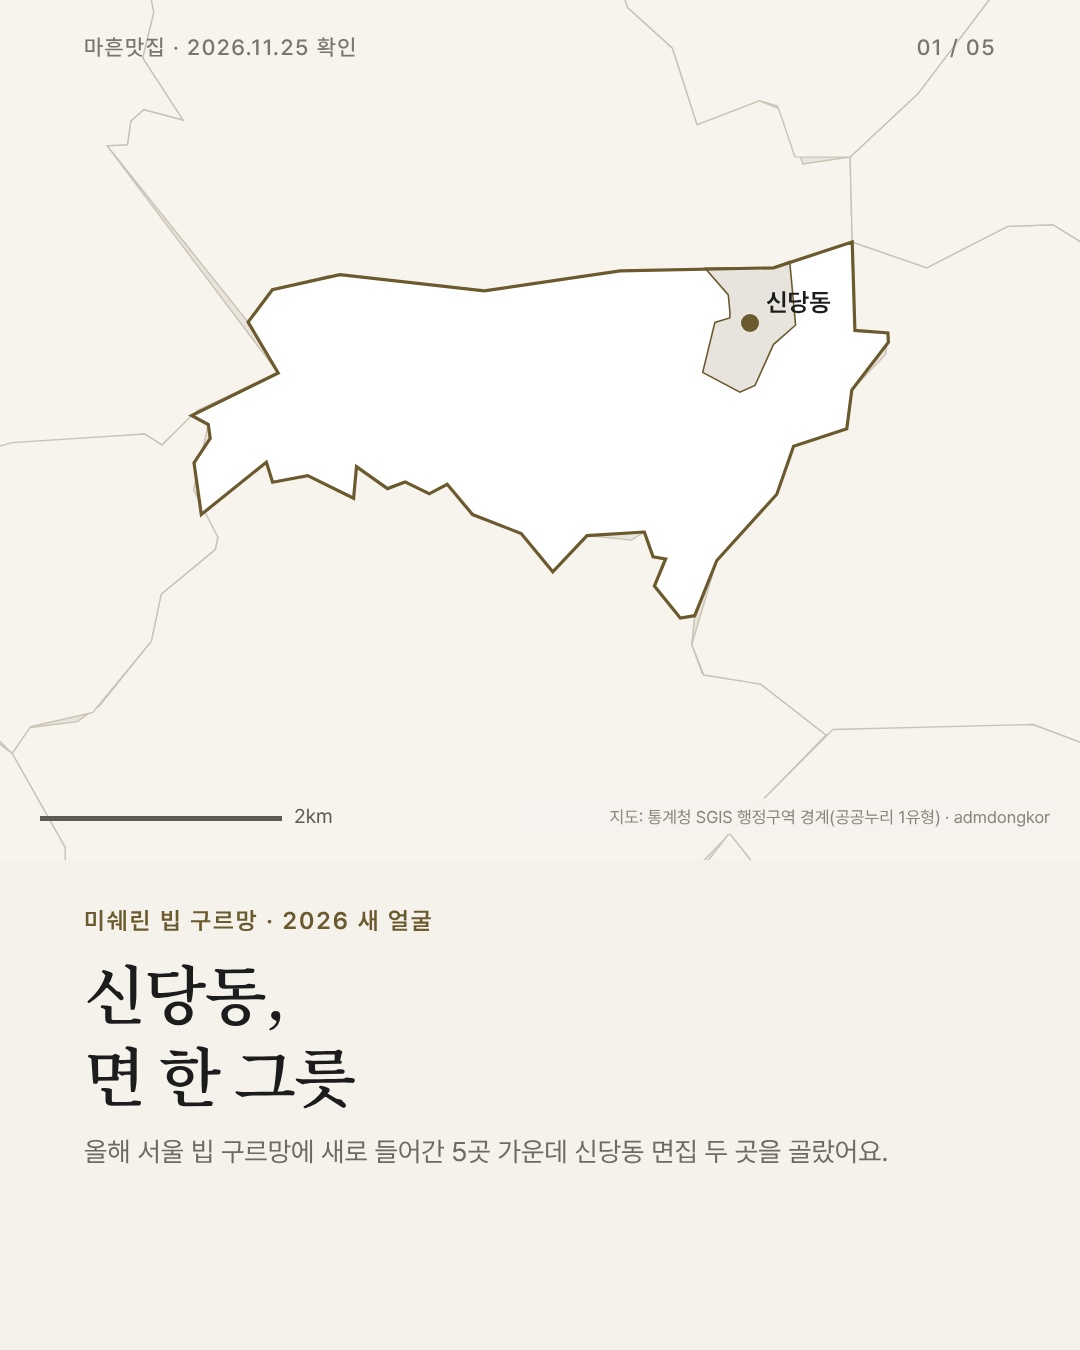 마흔맛집 · 2026.11.25 확인
01 / 05
신당동
2km
지도: 통계청 SGIS 행정구역 경계(공공누리 1유형) · admdongkor
미쉐린 빕 구르망 · 2026 새 얼굴
신당동,
면 한 그릇
올해 서울 빕 구르망에 새로 들어간 5곳 가운데 신당동 면집 두 곳을 골랐어요.